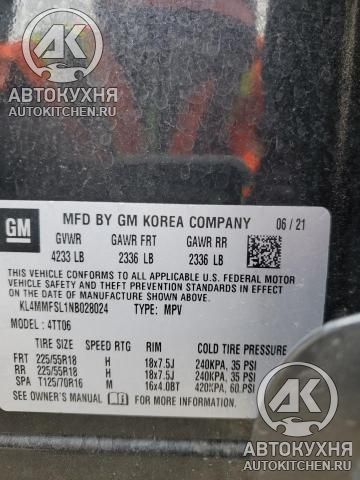 АВТОКУХНЯ
AUTOKITCHEN.RU
АВТОКУХНЯ
AUTOKITCHEN.RU
GM
MFD BY GM KOREA COMPANY 06 / 21
GVWR GAWR FRT GAWR RR
4233 LB 2336 LB 2336 LB
THIS VEHICLE CONFORMS TO ALL APPLICABLE U.S. FEDERAL MOTOR
VEHICLE SAFETY AND THEFT PREVENTION STANDARDS IN EFFECT
ON THE DATE OF MANUFACTURE SHOWN ABOVE.
KL4MMFSL1NB028024 TYPE: MPV
4TT06
TIRE SIZE SPEED RTG RIM COLD TIRE PRESSURE
FRT 225/55R18 H 18x7.5J 240KPA, 35 PSI
RR 225/55R18 H 18x7.5J 240KPA, 35 PSI
SPA T125/70R16 M 16x4.0BT 420KPA, 60 PSI
SEE OWNER'S MANUAL FOR MORE INFORMATION
АВТОКУХНЯ
AUTOKITCHEN.RU